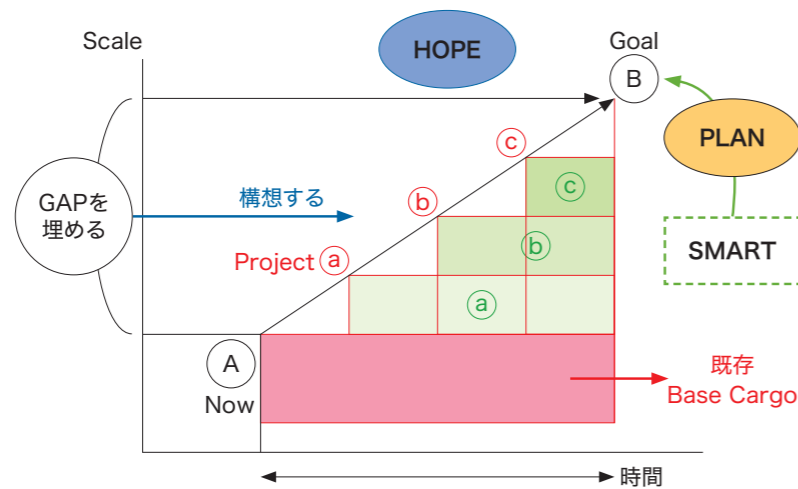 Scale
HOPE
Goal
B
PLAN
SMART
GAPを
埋める
構想する
c
c
b
b
Project a
a
A
Now
既存
Base Cargo
時間